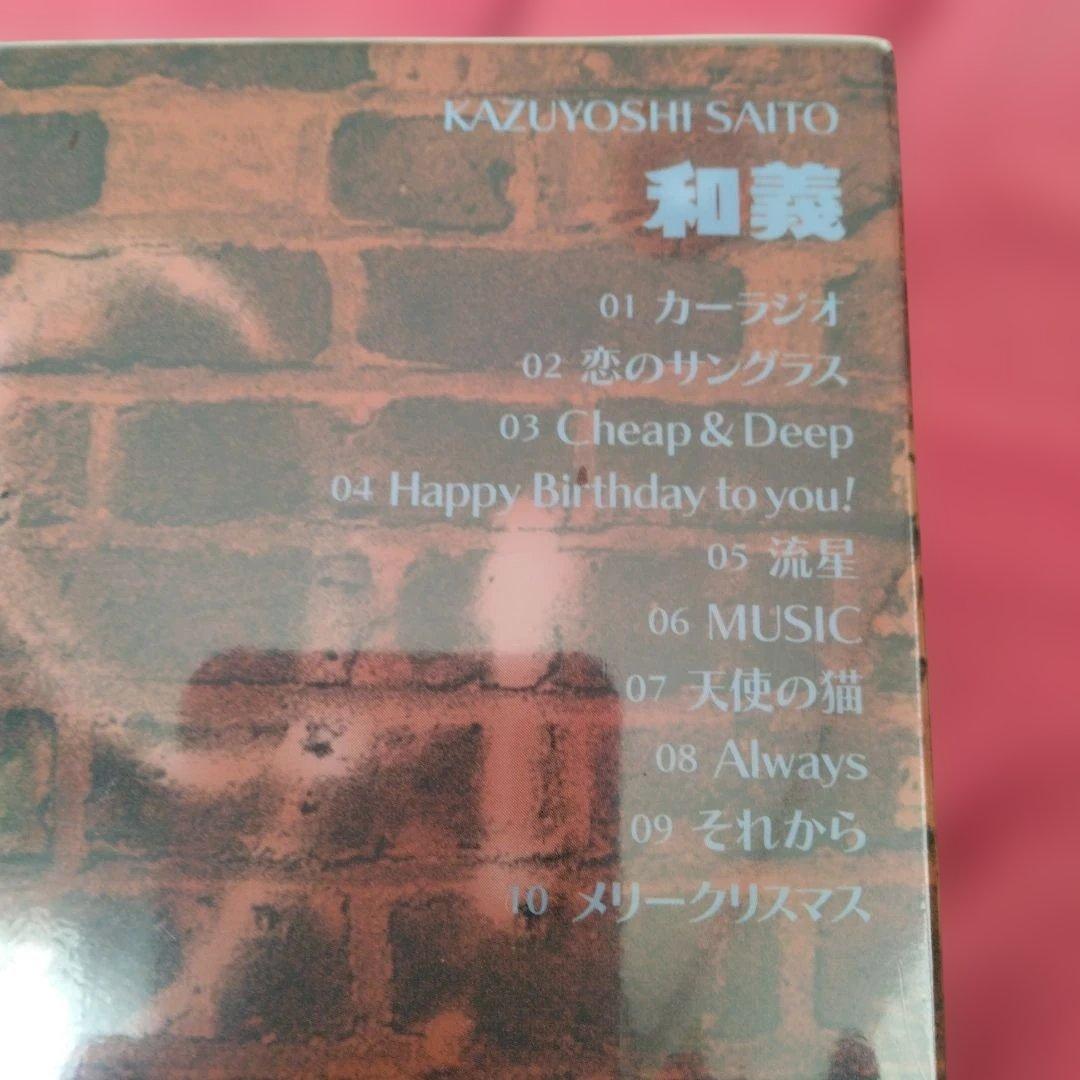 KAZUYOSHI SAITO
和義
01 カーラジオ
02 恋のサングラス
03 Cheap & Deep
04 Happy Birthday to you!
05 流星
06 MUSIC
07 天使の猫
08 Always
09 それから
10 メリークリスマス